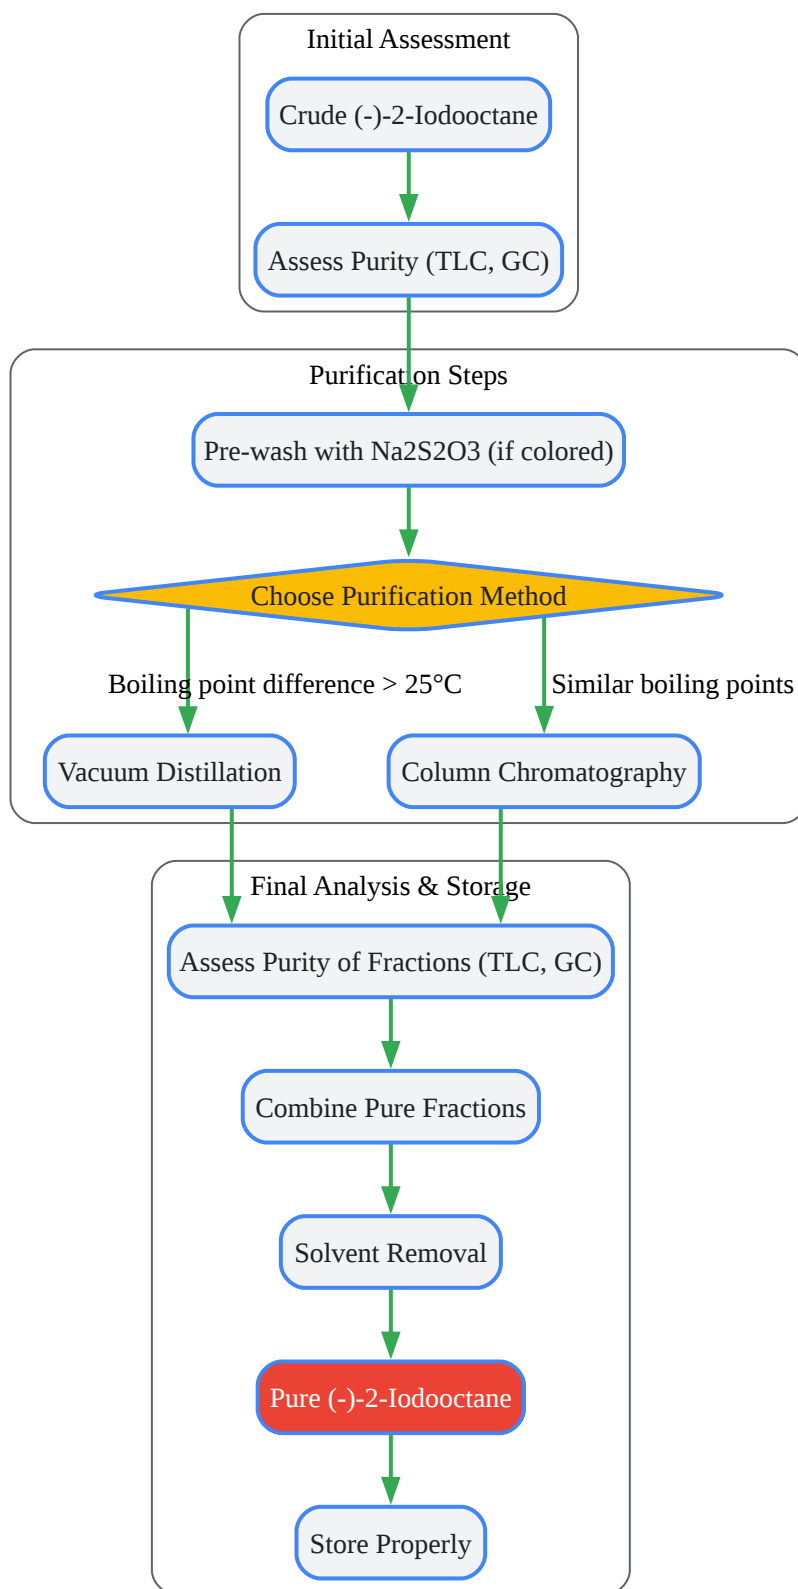 Initial Assessment
Crude (-)-2-Iodooctane
Assess Purity (TLC, GC)
Purification Steps
Pre-wash with Na2S2O3 (if colored)
Choose Purification Method
Boiling point difference > 25°C
Similar boiling points
Vacuum Distillation
Column Chromatography
Final Analysis & Storage
Assess Purity of Fractions (TLC, GC)
Combine Pure Fractions
Solvent Removal
Pure (-)-2-Iodooctane
Store Properly